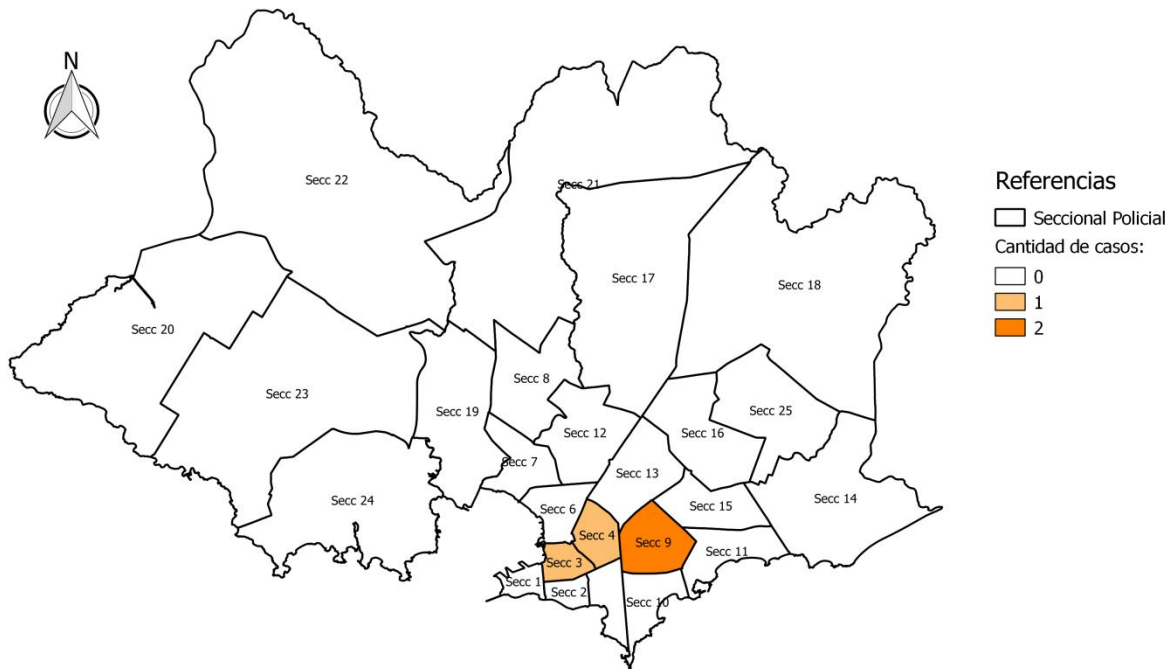 N
Secc 22
Secc 21
Secc 17
Secc 18
Secc 20
Secc 8
Secc 23
Secc 19
Secc 25
Secc 12
Secc 16
Secc 7
Secc 13
Secc 24
Secc 14
Secc 6
Secc 15
Secc 4
Secc 9
Secc 11
Secc 3
Secc 1
Secc 2
Secc 10
Referencias
Seccional Policial
Cantidad de casos:
0
1
2